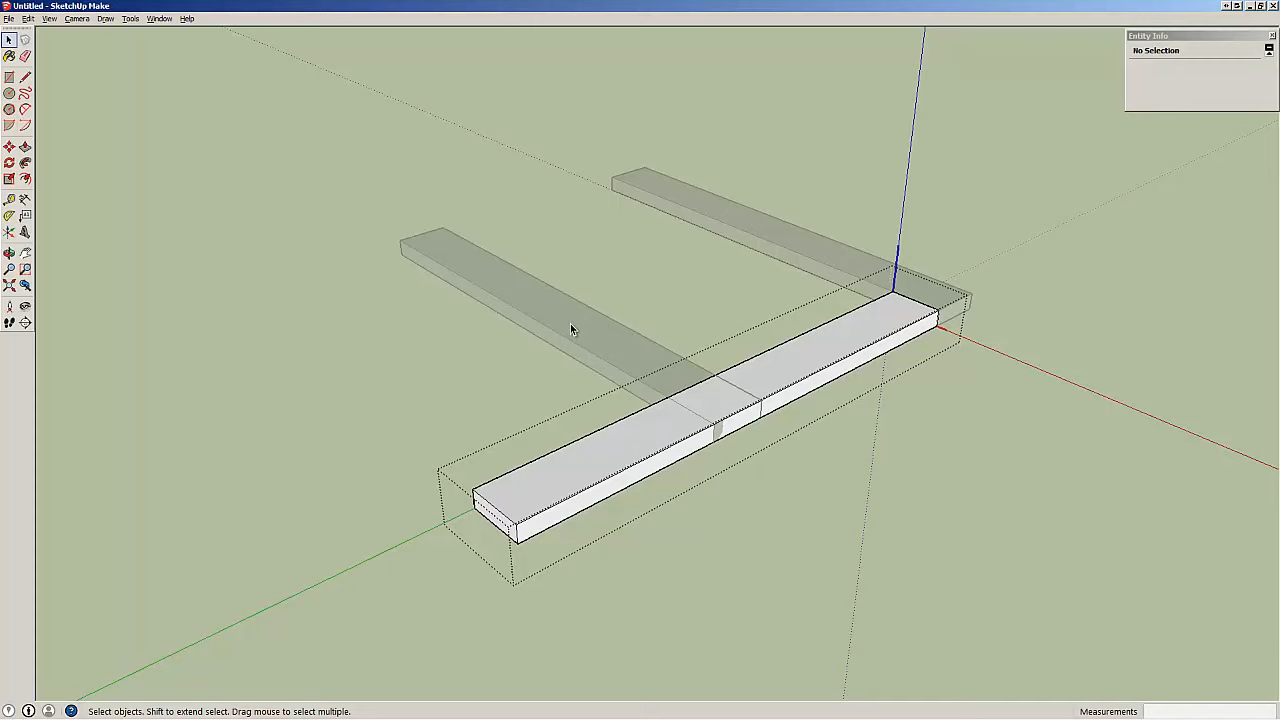 Untitled - SketchUp Make
File Edit View Camera Draw Tools Window Help
Entity Info
No Selection
Select objects. Shift to extend select. Drag mouse to select multiple.
Measurements